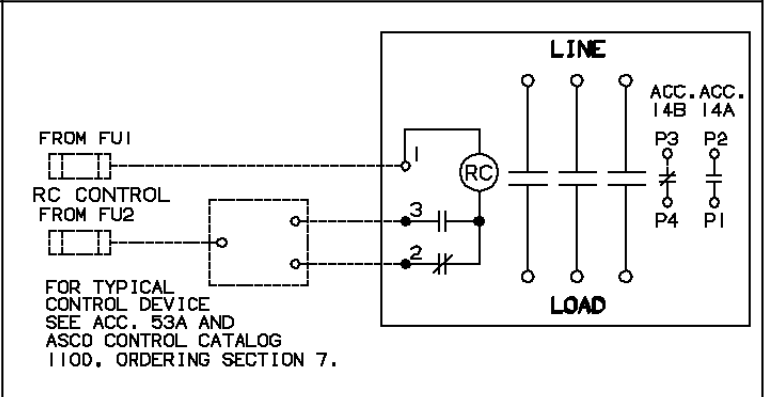 LINE
ACC. ACC.
14B 14A
P3 P2
P4 P1
FROM FU1
1
RC
RC CONTROL
FROM FU2
3
2
LOAD
FOR TYPICAL
CONTROL DEVICE
SEE ACC. 53A AND
ASCO CONTROL CATALOG
1100. ORDERING SECTION 7.